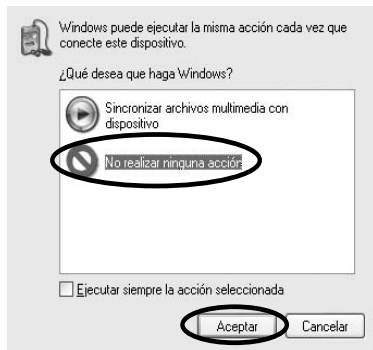 Windows puede ejecutar la misma acción cada vez que
conecte este dispositivo.
¿Qué desea que haga Windows?
Sincronizar archivos multimedia con
dispositivo
No realizar ninguna acción
Ejecutar siempre la acción seleccionada
Aceptar Cancelar